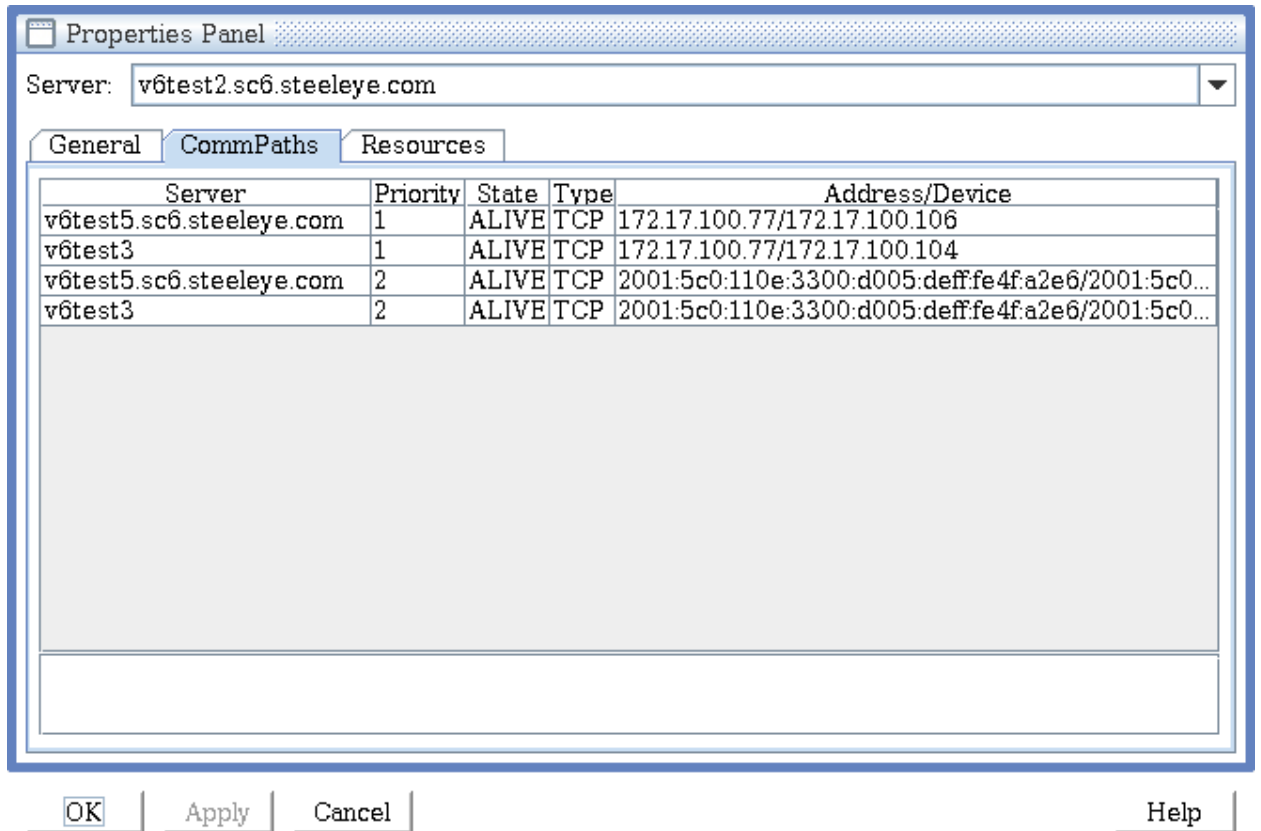 Properties Panel
Server: v6test2.sc6.steeleye.com
General CommPaths Resources
Server Priority State Type Address/Device
v6test5.sc6.steeleye.com 1 ALIVE TCP 172.17.100.77/172.17.100.106
v6test3 1 ALIVE TCP 172.17.100.77/172.17.100.104
v6test5.sc6.steeleye.com 2 ALIVE TCP 2001:5c0:110e:3300:d005:deff:fe4f:a2e6/2001:5c0...
v6test3 2 ALIVE TCP 2001:5c0:110e:3300:d005:deff:fe4f:a2e6/2001:5c0...
OK Apply Cancel Help